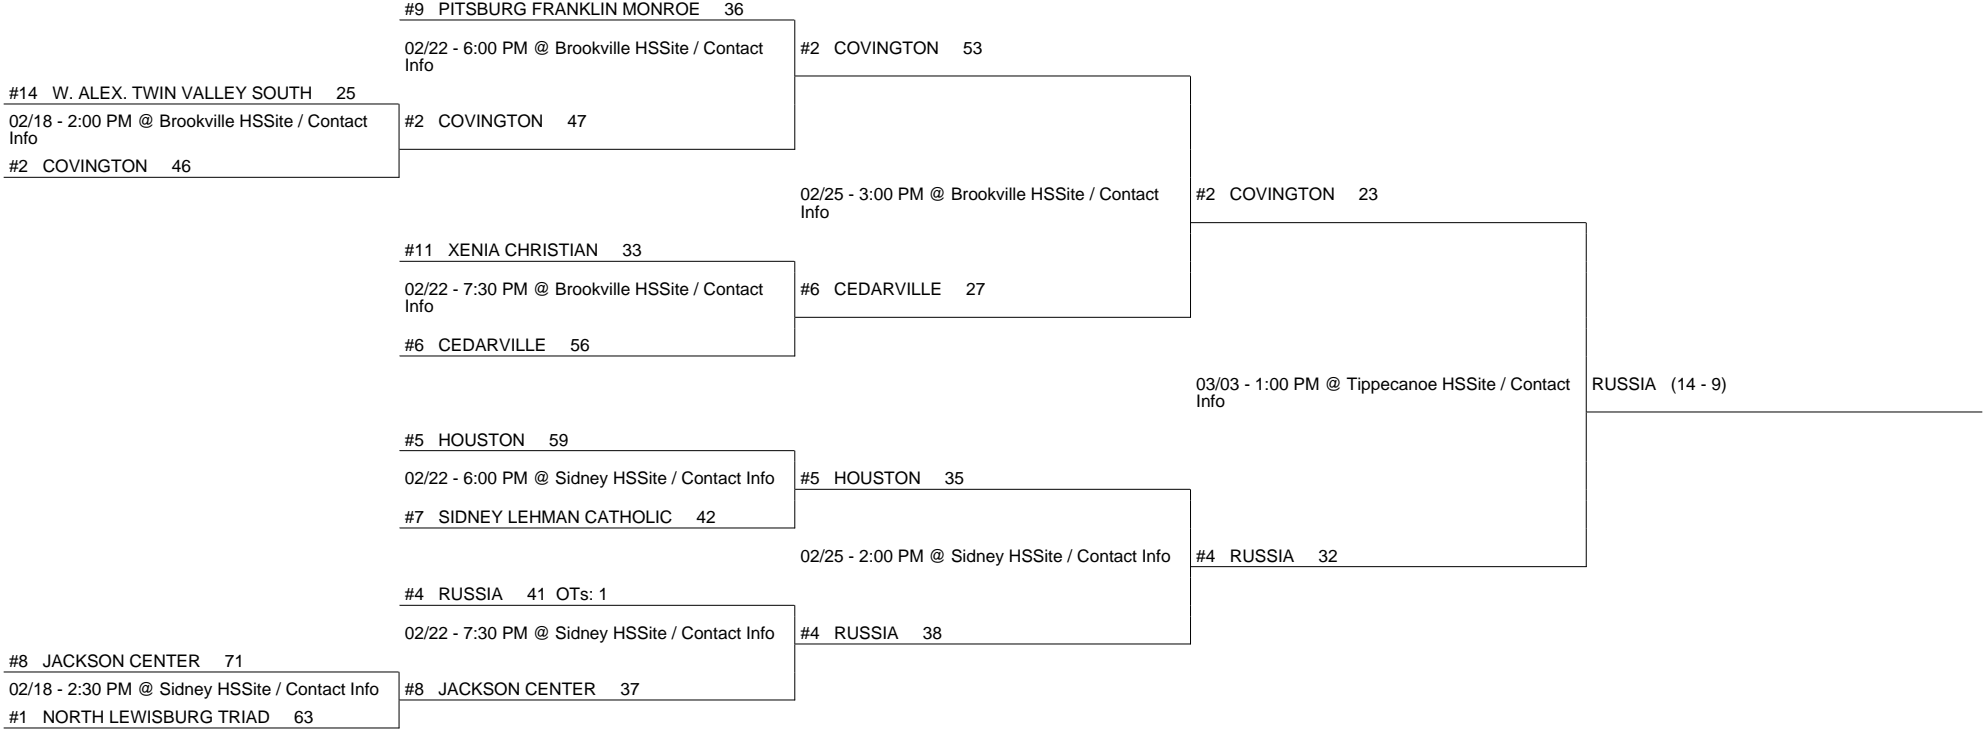 #9 PITSBURG FRANKLIN MONROE 36
02/22 - 6:00 PM @ Brookville HSSite / Contact
Info
#2 COVINGTON 53
#14 W. ALEX. TWIN VALLEY SOUTH 25
02/18 - 2:00 PM @ Brookville HSSite / Contact
Info
#2 COVINGTON 47
#2 COVINGTON 46
02/25 - 3:00 PM @ Brookville HSSite / Contact
Info
#2 COVINGTON 23
#11 XENIA CHRISTIAN 33
02/22 - 7:30 PM @ Brookville HSSite / Contact
Info
#6 CEDARVILLE 27
#6 CEDARVILLE 56
03/03 - 1:00 PM @ Tippecanoe HSSite / Contact
Info
RUSSIA (14 - 9)
#5 HOUSTON 59
02/22 - 6:00 PM @ Sidney HSSite / Contact Info
#5 HOUSTON 35
#7 SIDNEY LEHMAN CATHOLIC 42
02/25 - 2:00 PM @ Sidney HSSite / Contact Info
#4 RUSSIA 32
#4 RUSSIA 41 OTs: 1
02/22 - 7:30 PM @ Sidney HSSite / Contact Info
#4 RUSSIA 38
#8 JACKSON CENTER 71
02/18 - 2:30 PM @ Sidney HSSite / Contact Info
#8 JACKSON CENTER 37
#1 NORTH LEWISBURG TRIAD 63